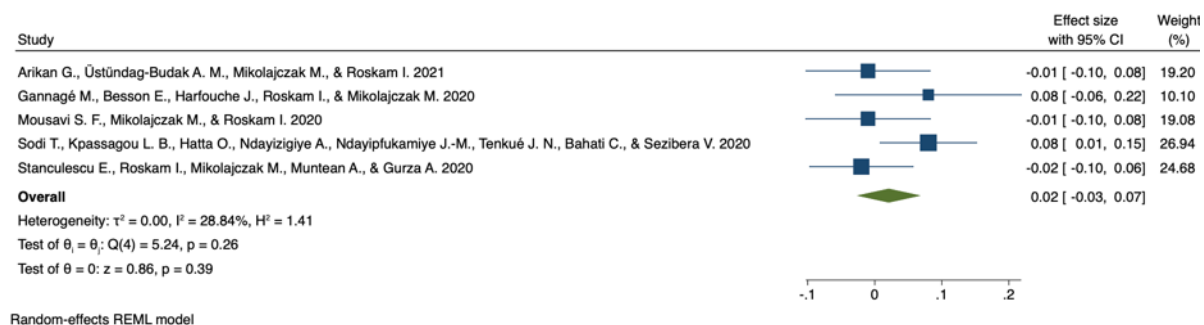 Effect size Weight
Study with 95% CI (%)
Arikan G., Üstündag-Budak A. M., Mikolajczak M., & Roskam I. 2021 -0.01 [ -0.10, 0.08] 19.20
Gannagé M., Besson E., Harfouche J., Roskam I., & Mikolajczak M. 2020 0.08 [ -0.06, 0.22] 10.10
Mousavi S. F., Mikolajczak M., & Roskam I. 2020 -0.01 [ -0.10, 0.08] 19.08
Sodi T., Kpassagou L. B., Hatta O., Ndayizigiye A., Ndayipfukamiye J.-M., Tenkué J. N., Bahati C., & Sezibera V. 2020 0.08 [ 0.01, 0.15] 26.94
Stanculescu E., Roskam I., Mikolajczak M., Muntean A., & Gurza A. 2020 -0.02 [ -0.10, 0.06] 24.68
Overall 0.02 [ -0.03, 0.07]
Heterogeneity: τ² = 0.00, I² = 28.84%, H² = 1.41
Test of θᵢ = θⱼ: Q(4) = 5.24, p = 0.26
Test of θ = 0: z = 0.86, p = 0.39
-.1 0 .1 .2
Random-effects REML model